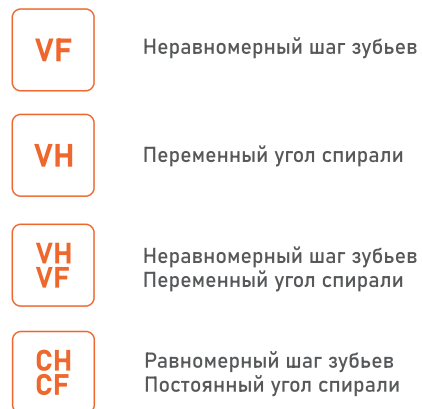 VF
Неравномерный шаг зубьев
VH
Переменный угол спирали
VH
VF
Неравномерный шаг зубьев
Переменный угол спирали
CH
CF
Равномерный шаг зубьев
Постоянный угол спирали